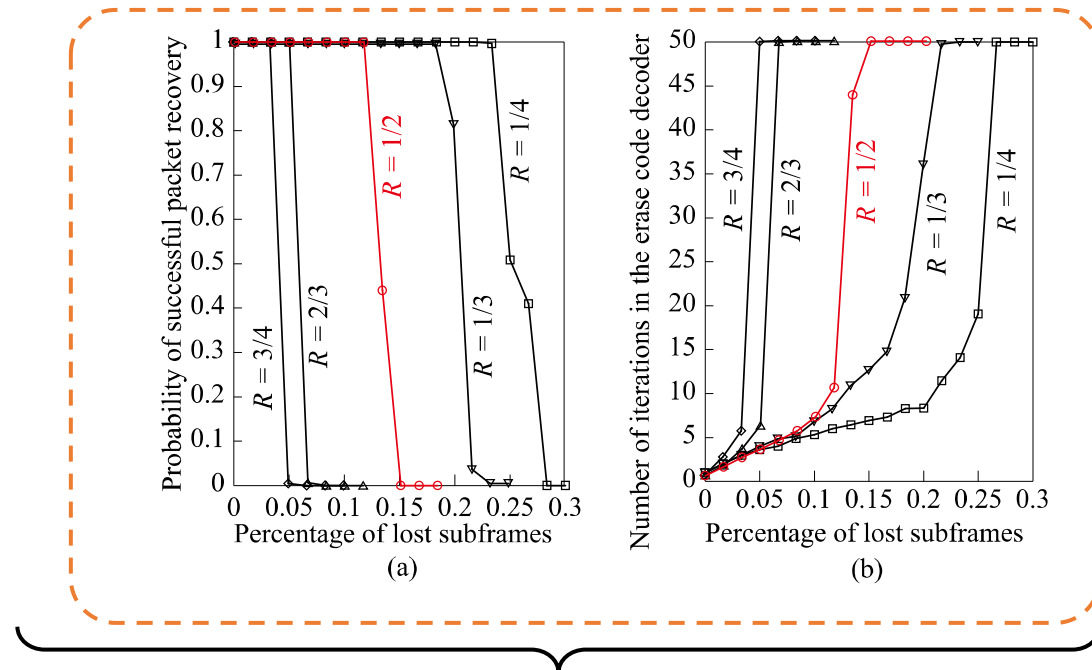 Probability of successful packet recovery
1
0.9
0.8
0.7
0.6
0.5
0.4
0.3
0.2
0.1
0
R = 3/4
R = 2/3
R = 1/2
R = 1/3
R = 1/4
0 0.05 0.1 0.15 0.2 0.25 0.3
Percentage of lost subframes
(a)
Number of iterations in the erase code decoder
50
45
40
35
30
25
20
15
10
5
0
R = 3/4
R = 2/3
R = 1/2
R = 1/3
R = 1/4
0 0.05 0.1 0.15 0.2 0.25 0.3
Percentage of lost subframes
(b)